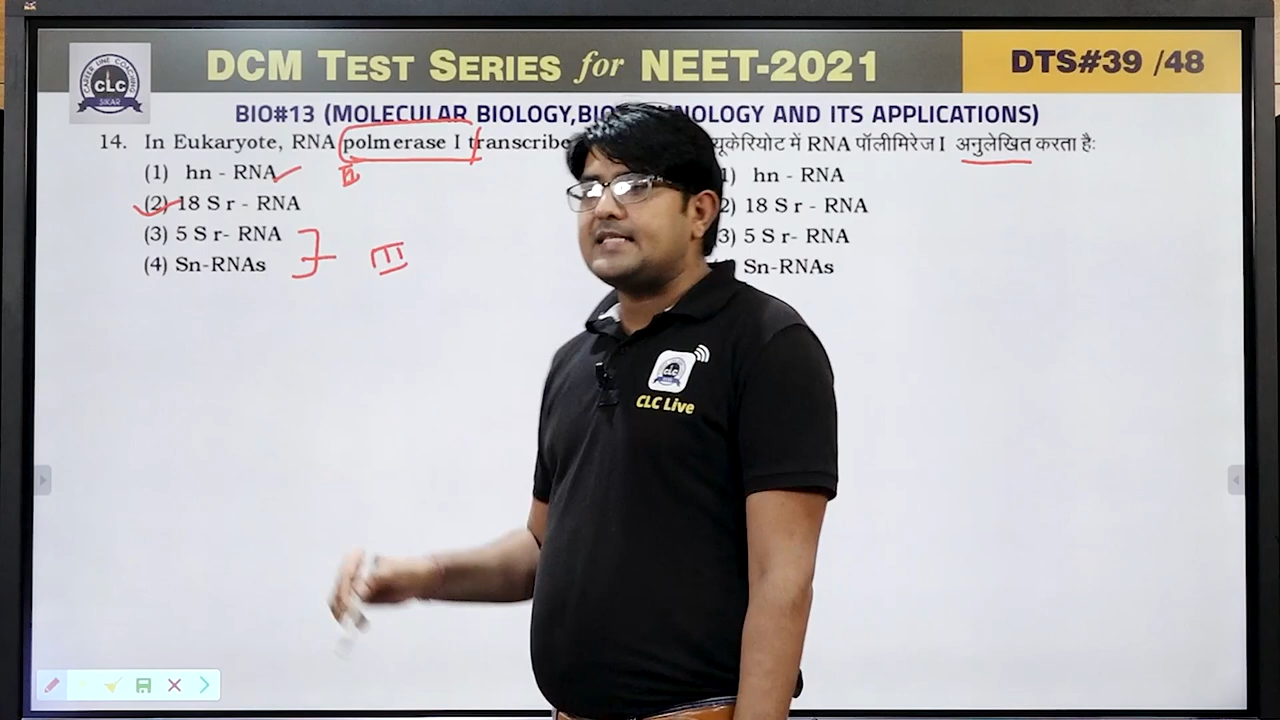 DCM TEST SERIES for NEET-2021
DTS#39 /48
CAREER LINE COACHING
CLC
SIKAR
BIO#13 (MOLECULAR BIOLOGY,BIO NOLOGY AND ITS APPLICATIONS)
14. In Eukaryote, RNA polmerase I transcribe
(1) hn - RNA
(2) 18 S r - RNA
(3) 5 S r- RNA
(4) Sn-RNAs
II
III
यूकेरियोट में RNA पॉलीमिरेज I अनुलेखित करता है:
1) hn - RNA
2) 18 S r - RNA
3) 5 S r- RNA
Sn-RNAs
CLC
CLC Live